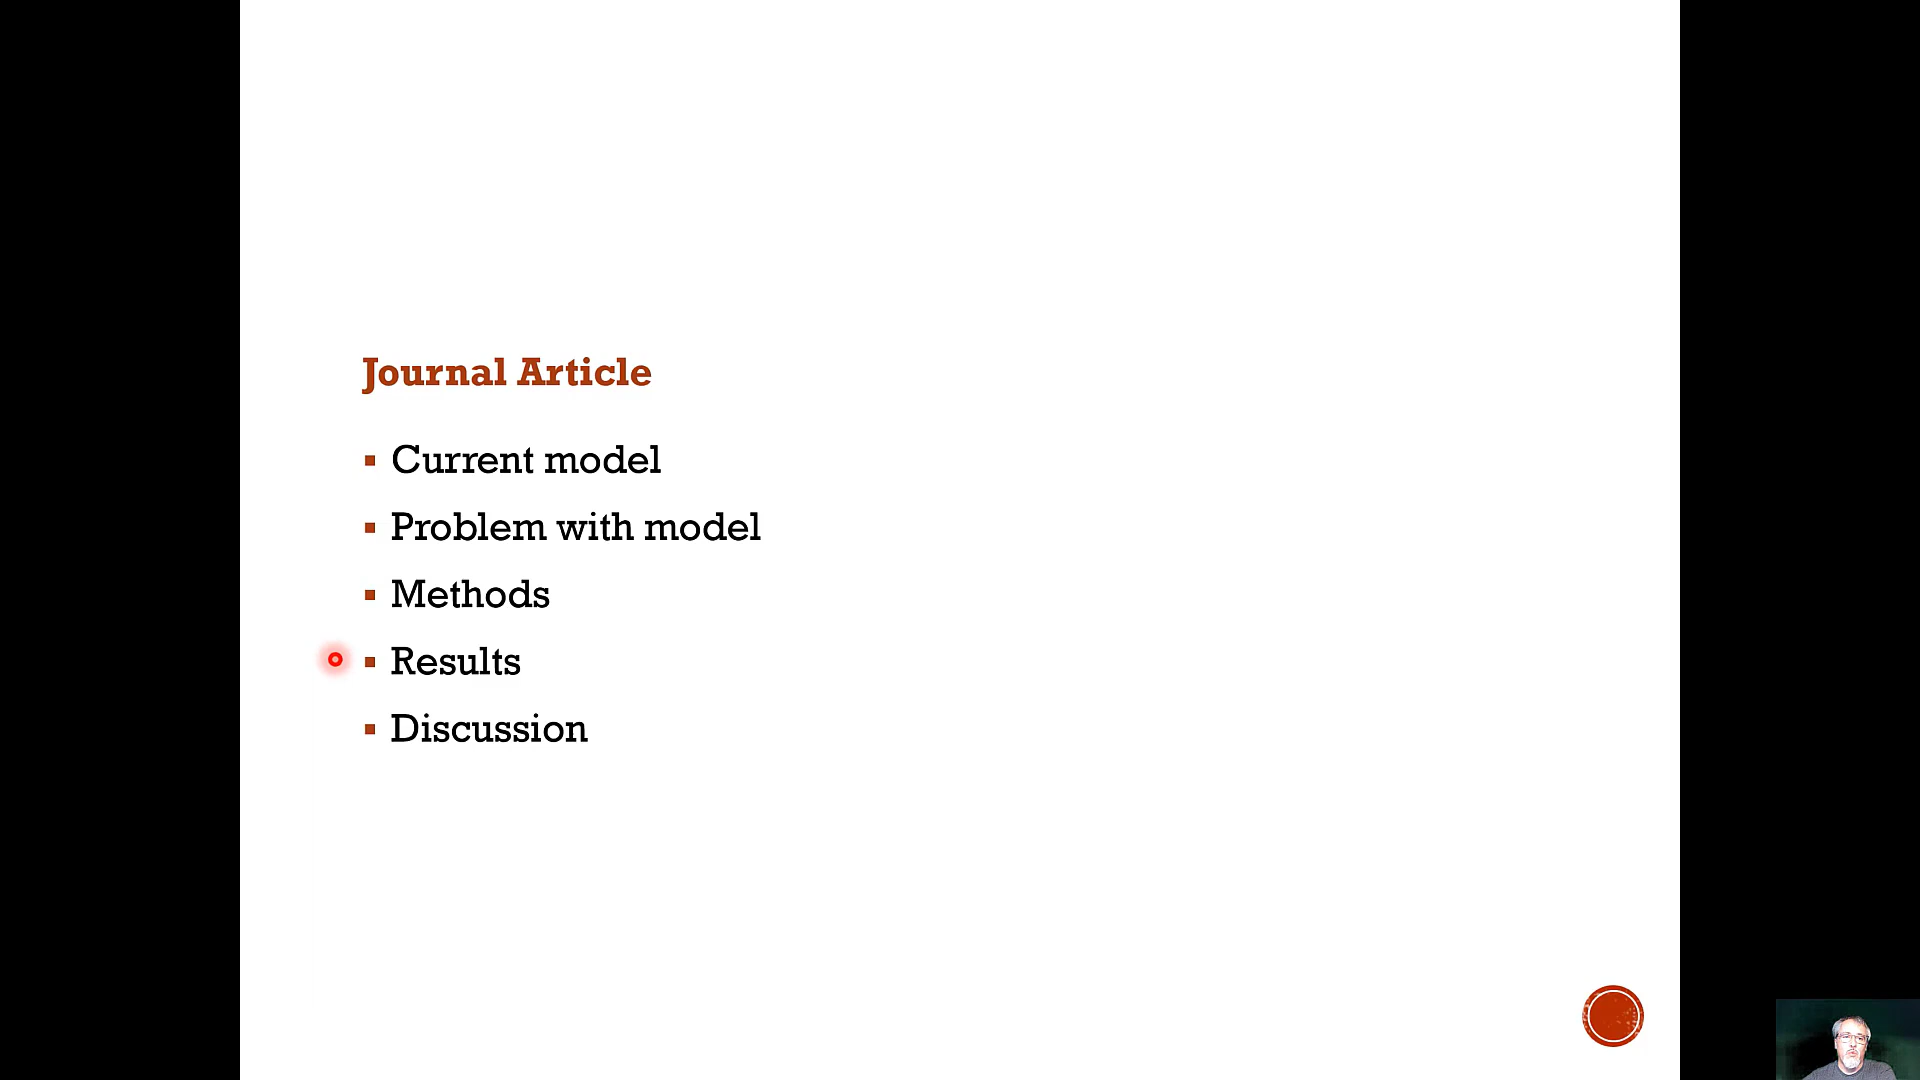 Journal Article
Current model
Problem with model
Methods
Results
Discussion